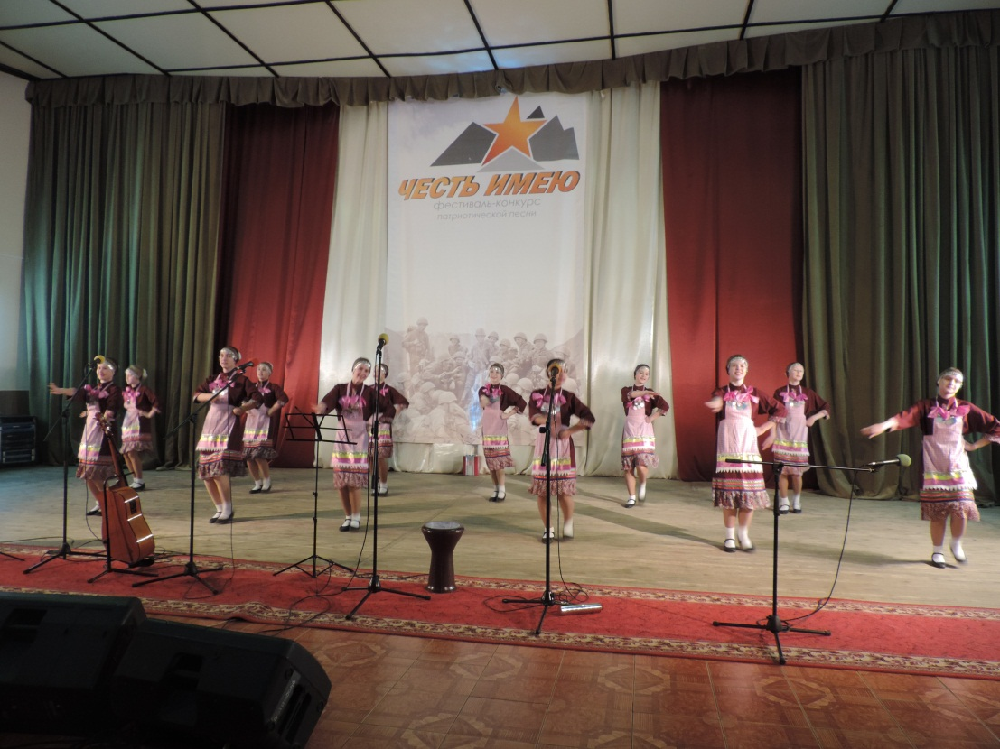 ЧЕСТЬ ИМЕЮ
фестиваль-конкурс
патриотической песни